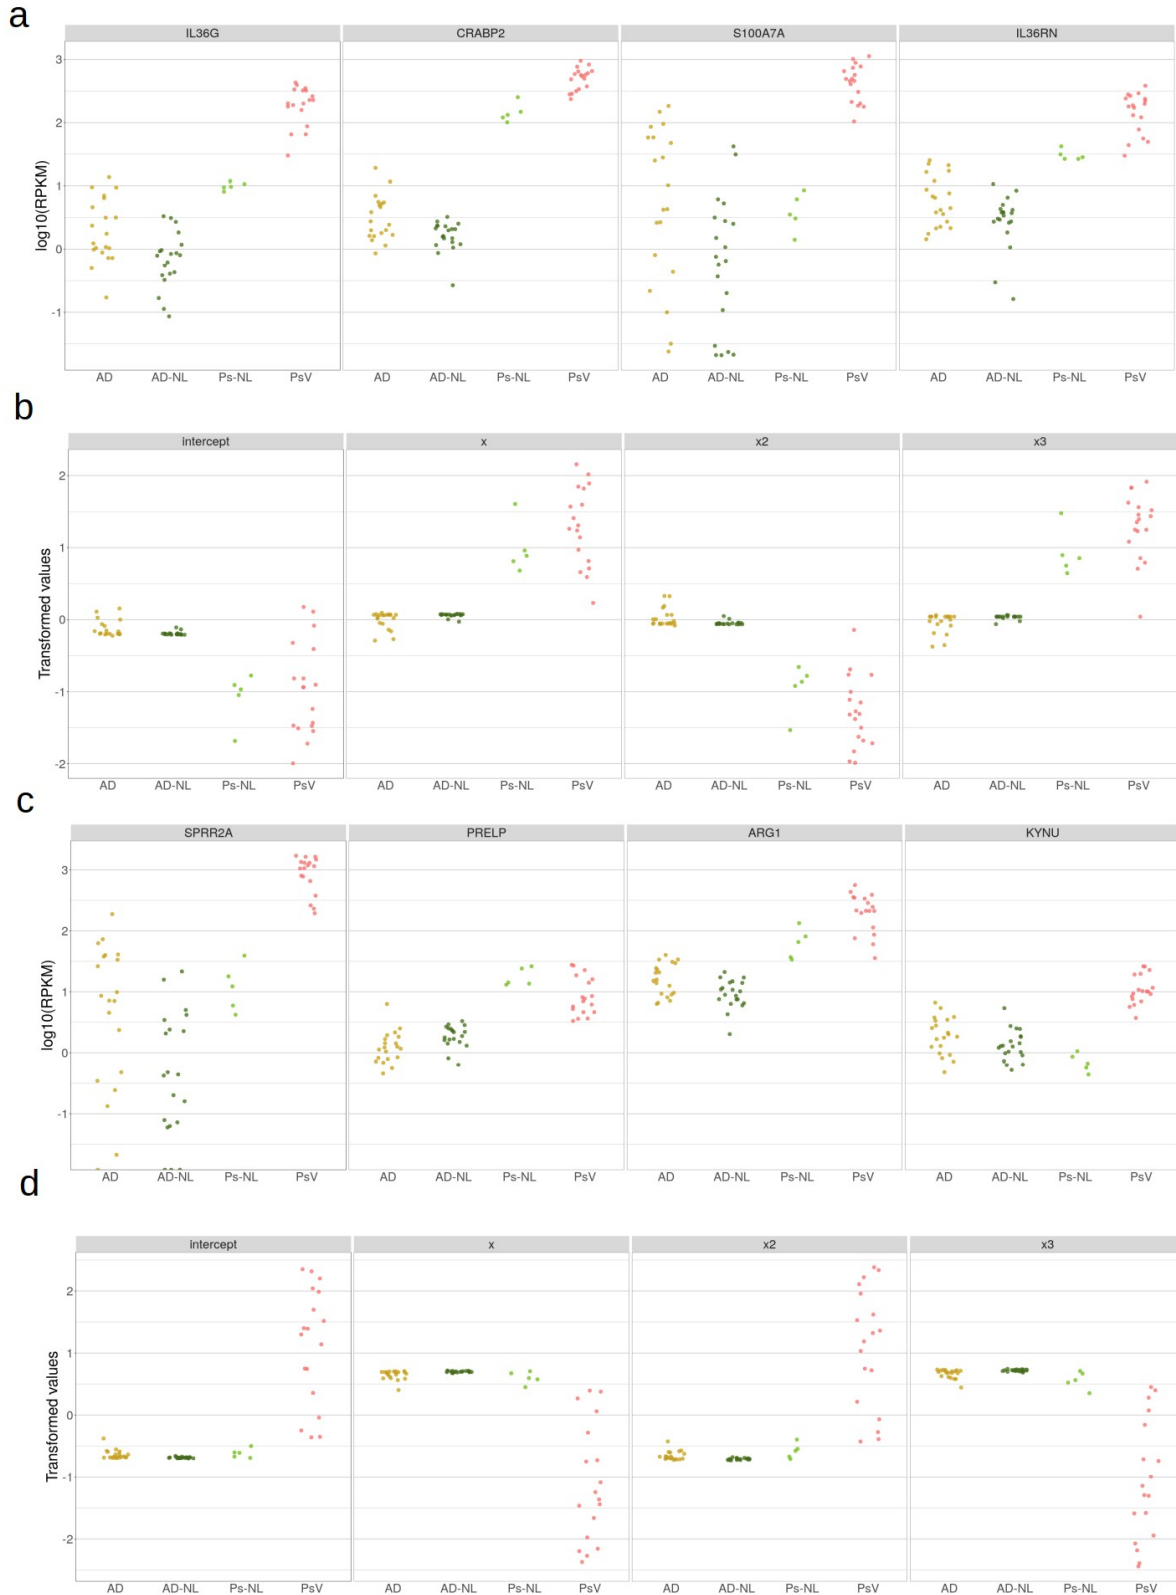 a
IL36G CRABP2 S100A7A IL36RN
3
2
1
0
-1
log10(RPKM)
AD AD-NL Ps-NL PsV AD AD-NL Ps-NL PsV AD AD-NL Ps-NL PsV AD AD-NL Ps-NL PsV
b
intercept x x2 x3
2
1
0
-1
-2
Transformed values
AD AD-NL Ps-NL PsV AD AD-NL Ps-NL PsV AD AD-NL Ps-NL PsV AD AD-NL Ps-NL PsV
c
SPRR2A PRELP ARG1 KYNU
3
2
1
0
-1
log10(RPKM)
AD AD-NL Ps-NL PsV AD AD-NL Ps-NL PsV AD AD-NL Ps-NL PsV AD AD-NL Ps-NL PsV
d
intercept x x2 x3
2
1
0
-1
-2
Transformed values
AD AD-NL Ps-NL PsV AD AD-NL Ps-NL PsV AD AD-NL Ps-NL PsV AD AD-NL Ps-NL PsV